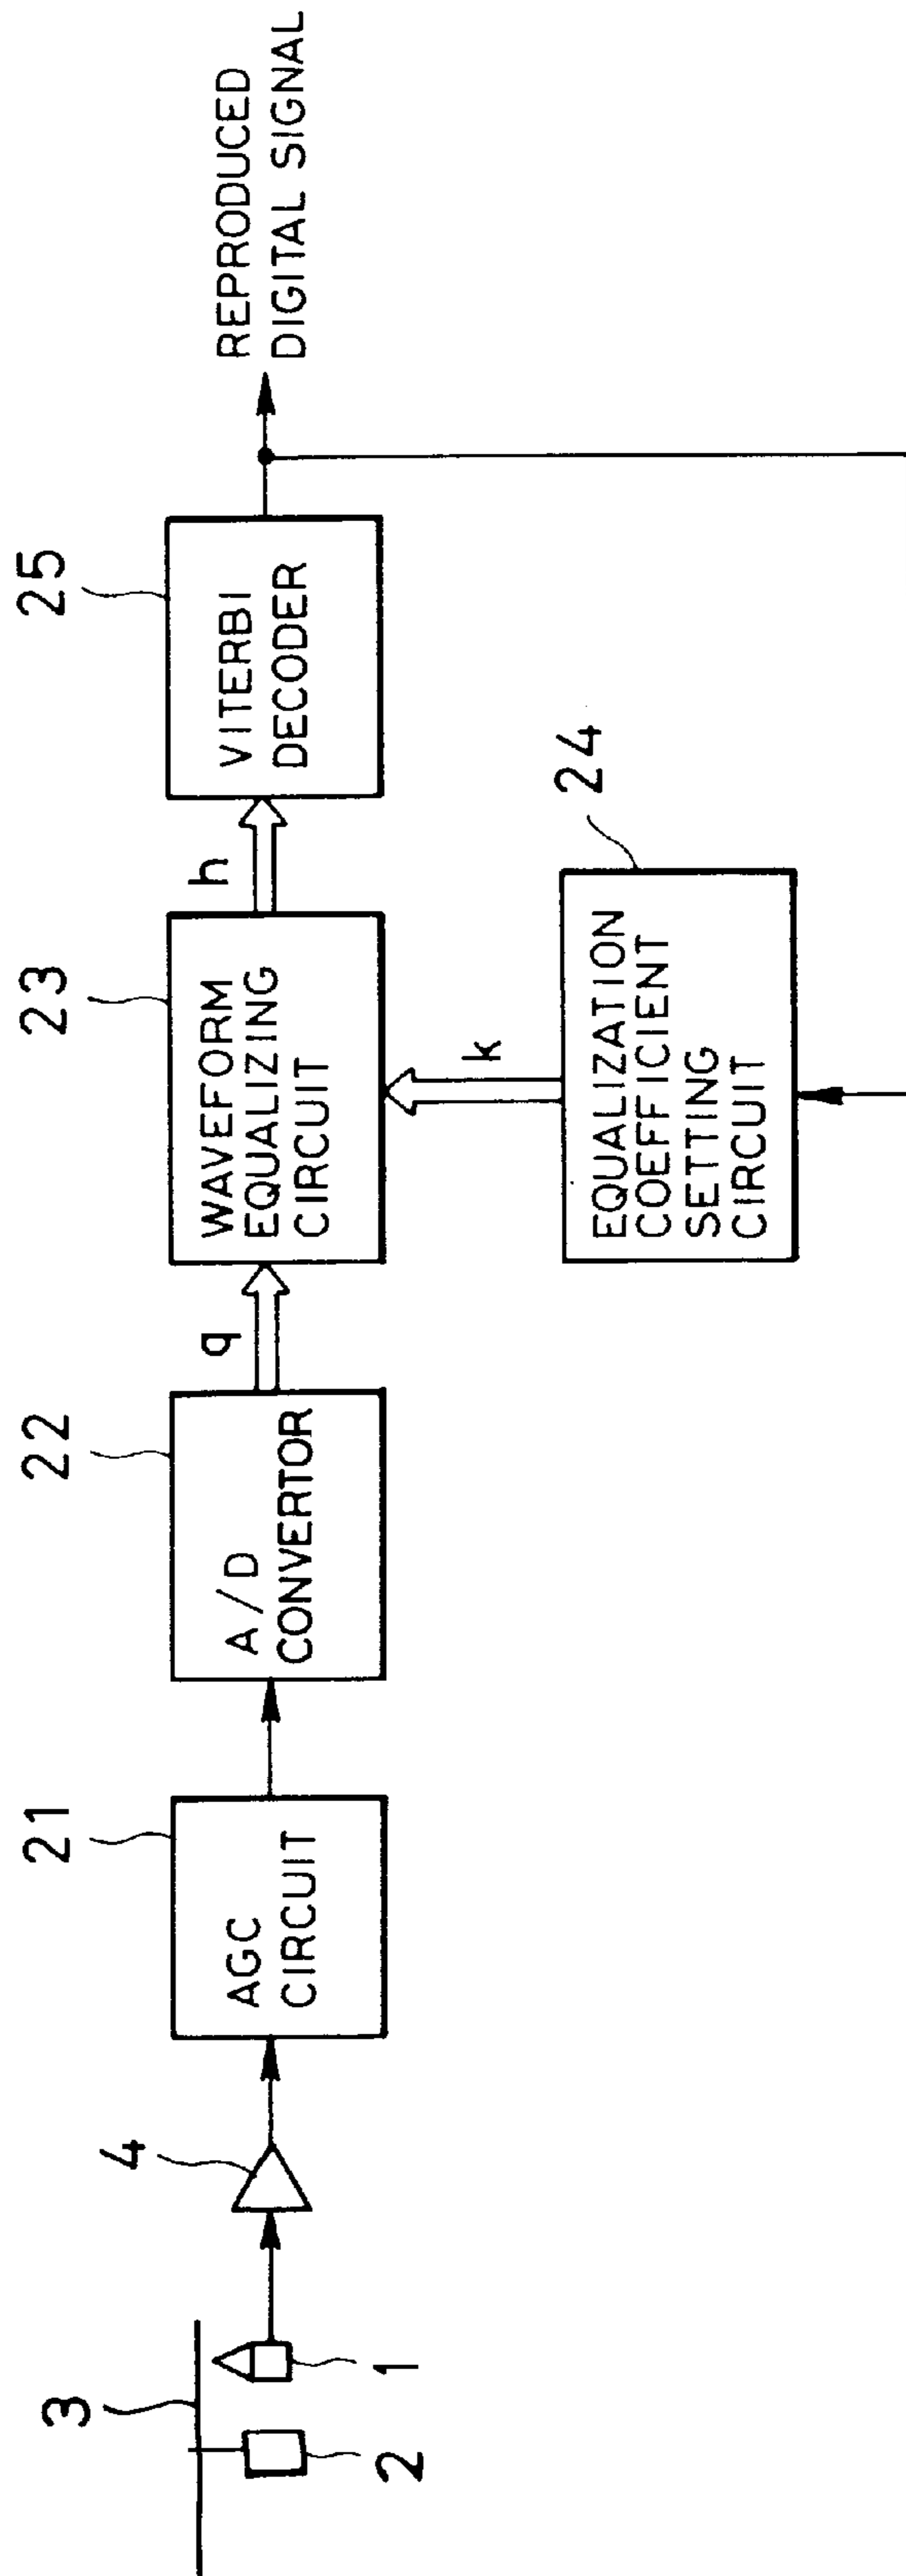 3
2
1
4
21
AGC
CIRCUIT
22
A/D
CONVERTOR
q
23
WAVEFORM
EQUALIZING
CIRCUIT
k
24
EQUALIZATION
COEFFICIENT
SETTING
CIRCUIT
h
25
VITERBI
DECODER
REPRODUCED
DIGITAL SIGNAL